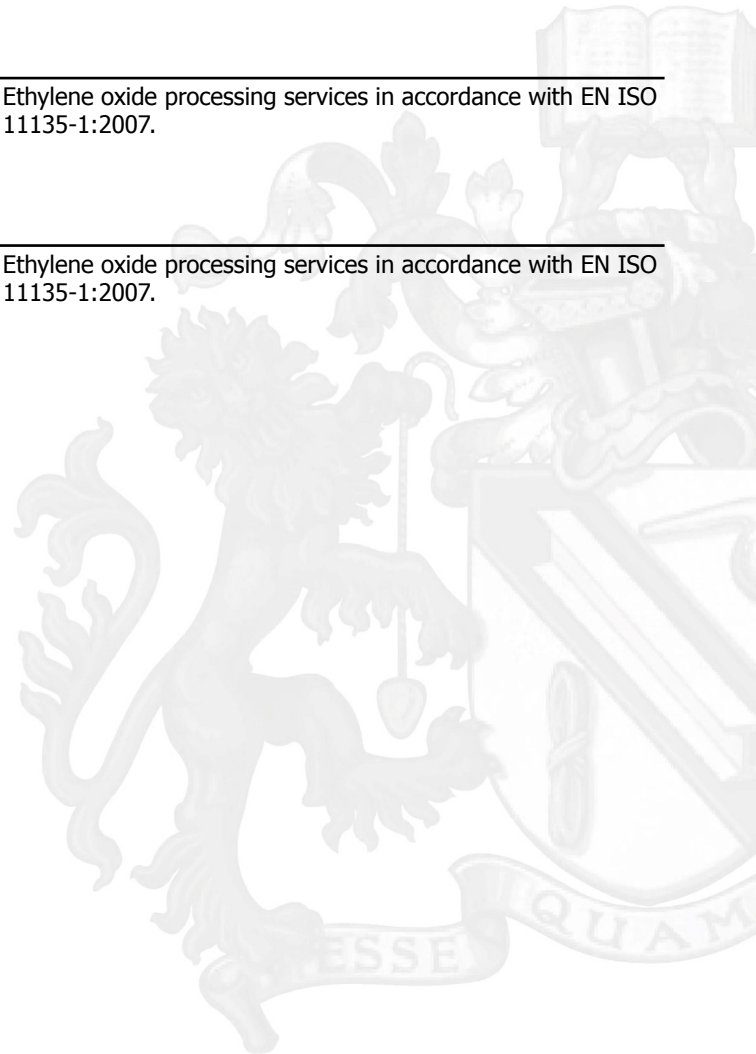 Ethylene oxide processing services in accordance with EN ISO
11135-1:2007.
Ethylene oxide processing services in accordance with EN ISO
11135-1:2007.
ESSE QUAM